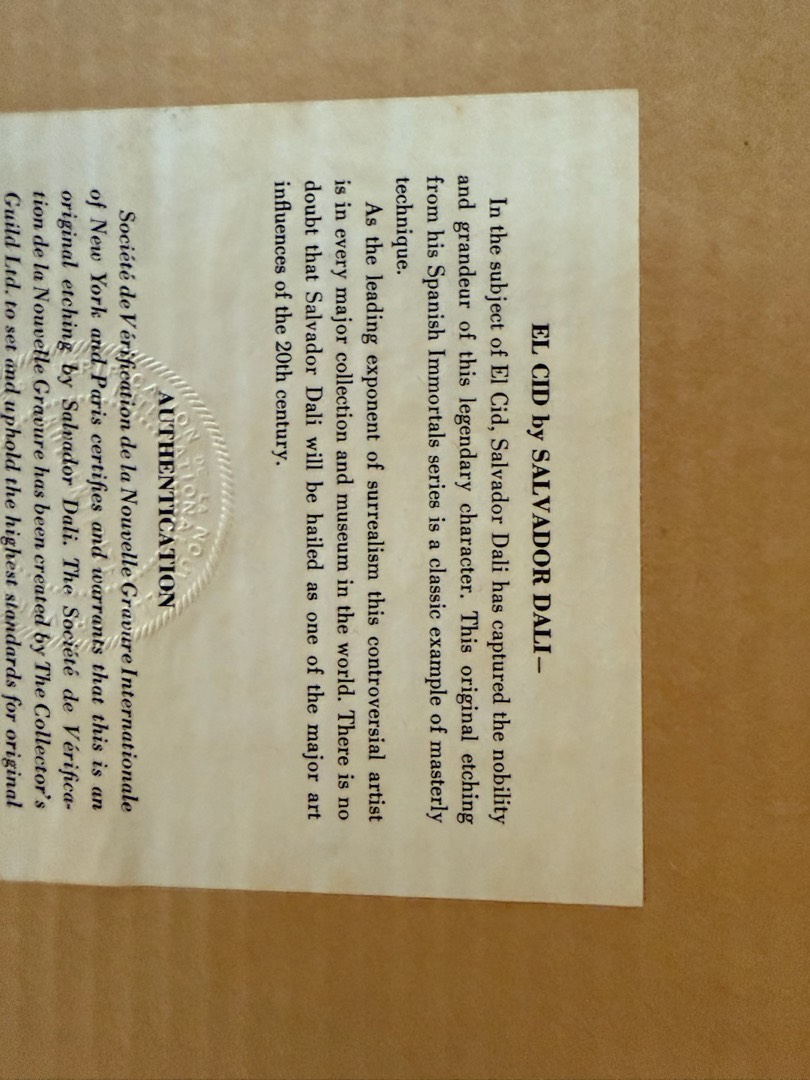 EL CID by SALVADOR DALI—
In the subject of El Cid, Salvador Dali has captured the nobility
and grandeur of this legendary character. This original etching
from his Spanish Immortals series is a classic example of masterly
technique.
As the leading exponent of surrealism this controversial artist
is in every major collection and museum in the world. There is no
doubt that Salvador Dali will be hailed as one of the major art
influences of the 20th century.
AUTHENTICATION
Société de Vérification de la Nouvelle Gravure Internationale
of New York and Paris certifies and warrants that this is an
original etching by Salvador Dali. The Société de Vérifica-
tion de la Nouvelle Gravure has been created by The Collector's
Guild Ltd. to set and uphold the highest standards for original